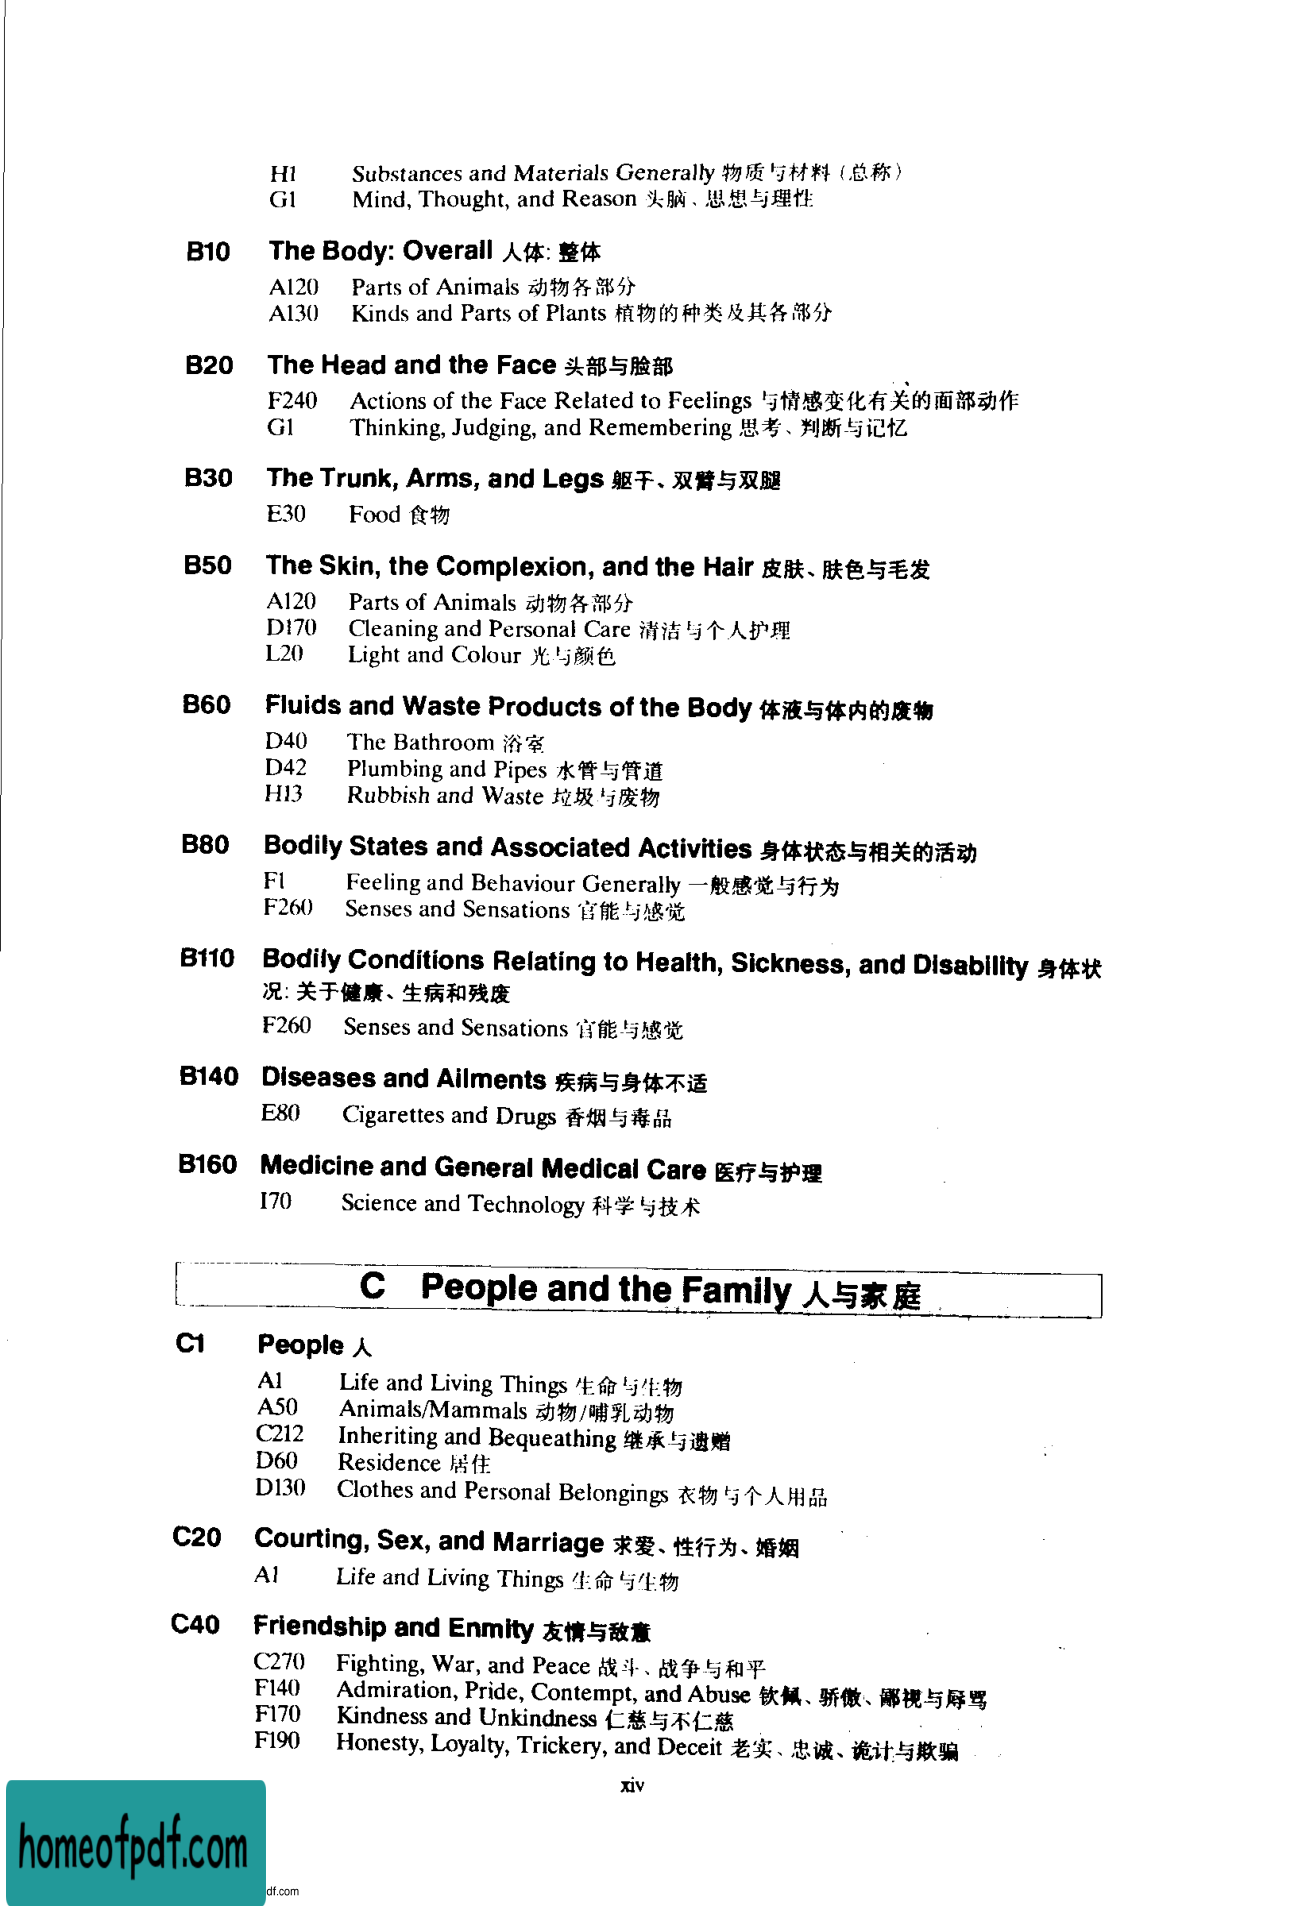 H1 Substances and Materials Generally 物质与材料（总称）
G1 Mind, Thought, and Reason 头脑、思想与理性
B10 The Body: Overall 人体: 整体
A120 Parts of Animals 动物各部分
A130 Kinds and Parts of Plants 植物的种类及其各部分
B20 The Head and the Face 头部与脸部
F240 Actions of the Face Related to Feelings 与情感变化有关的面部动作
G1 Thinking, Judging, and Remembering 思考、判断与记忆
B30 The Trunk, Arms, and Legs 躯干、双臂与双腿
E30 Food 食物
B50 The Skin, the Complexion, and the Hair 皮肤、肤色与毛发
A120 Parts of Animals 动物各部分
D170 Cleaning and Personal Care 清洁与个人护理
L20 Light and Colour 光与颜色
B60 Fluids and Waste Products of the Body 体液与体内的废物
D40 The Bathroom 浴室
D42 Plumbing and Pipes 水管与管道
H13 Rubbish and Waste 垃圾与废物
B80 Bodily States and Associated Activities 身体状态与相关的活动
F1 Feeling and Behaviour Generally 一般感觉与行为
F260 Senses and Sensations 官能与感觉
B110 Bodily Conditions Relating to Health, Sickness, and Disability 身体状
况: 关于健康、生病和残废
F260 Senses and Sensations 官能与感觉
B140 Diseases and Ailments 疾病与身体不适
E80 Cigarettes and Drugs 香烟与毒品
B160 Medicine and General Medical Care 医疗与护理
I70 Science and Technology 科学与技术
C People and the Family 人与家庭
C1 People 人
A1 Life and Living Things 生命与生物
A50 Animals/Mammals 动物/哺乳动物
C212 Inheriting and Bequeathing 继承与遗赠
D60 Residence 居住
D130 Clothes and Personal Belongings 衣物与个人用品
C20 Courting, Sex, and Marriage 求爱、性行为、婚姻
A1 Life and Living Things 生命与生物
C40 Friendship and Enmity 友情与敌意
C270 Fighting, War, and Peace 战斗、战争与和平
F140 Admiration, Pride, Contempt, and Abuse 钦佩、骄傲、鄙视与辱骂
F170 Kindness and Unkindness 仁慈与不仁慈
F190 Honesty, Loyalty, Trickery, and Deceit 老实、忠诚、诡计与欺骗
xiv
homeofpdf.com
df.com